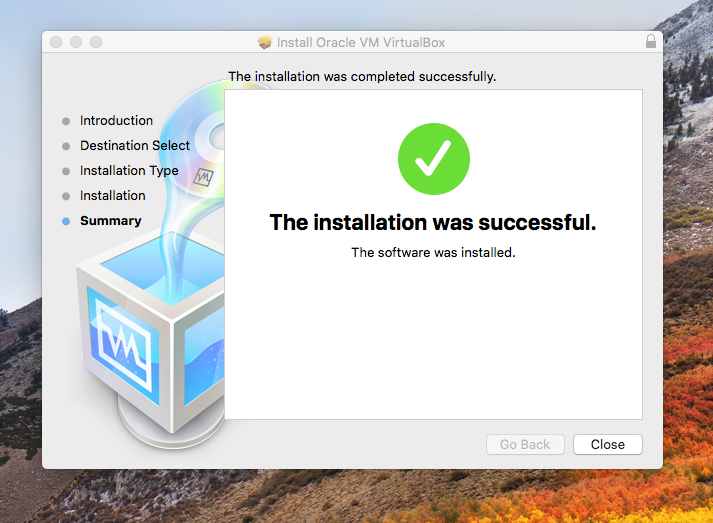 Install Oracle VM VirtualBox
The installation was completed successfully.
Introduction
Destination Select
Installation Type
Installation
Summary
The installation was successful.
The software was installed.
Go Back
Close